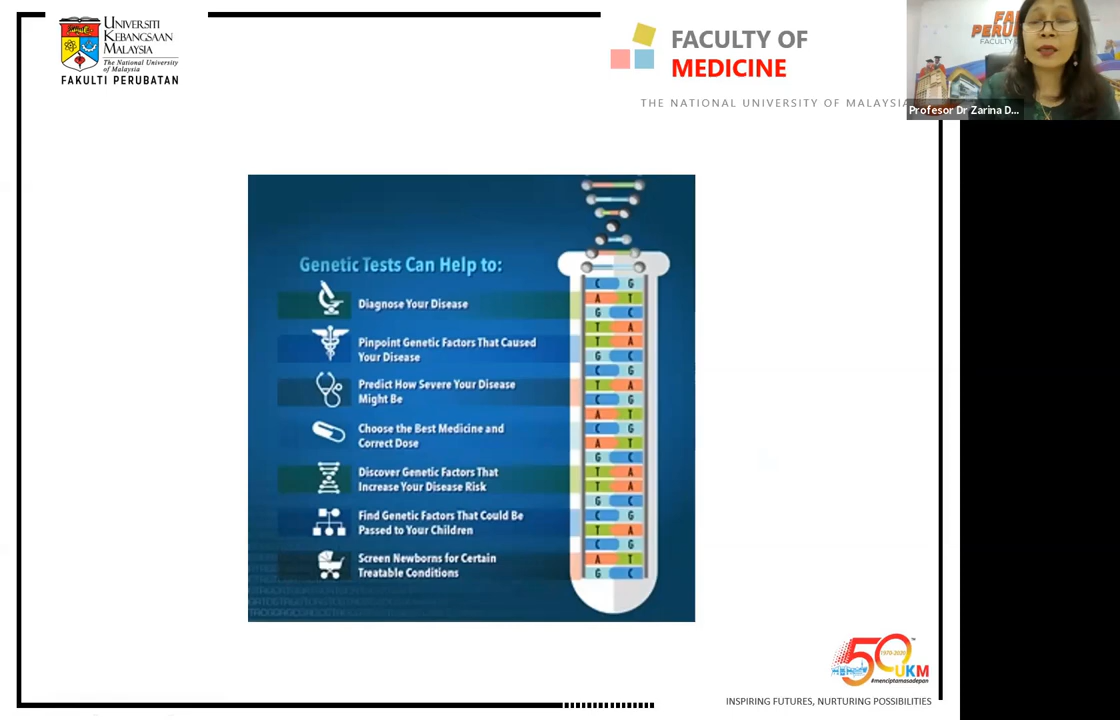 UNIVERSITI
KEBANGSAAN
MALAYSIA
The National University
of Malaysia
FAKULTI PERUBATAN
FACULTY OF
MEDICINE
THE NATIONAL UNIVERSITY OF MALAYSIA
FACULTY
Profesor Dr Zarina D...
Genetic Tests Can Help to:
Diagnose Your Disease
Pinpoint Genetic Factors That Caused
Your Disease
Predict How Severe Your Disease
Might Be
Choose the Best Medicine and
Correct Dose
Discover Genetic Factors That
Increase Your Disease Risk
Find Genetic Factors That Could Be
Passed to Your Children
Screen Newborns for Certain
Treatable Conditions
C G
A T
G C
T A
T A
G C
C G
T A
C G
A T
C G
A T
G C
T A
T A
G C
C G
T A
C G
A T
G C
50
1970-2020
UKM
#menciptamasadepan
INSPIRING FUTURES, NURTURING POSSIBILITIES